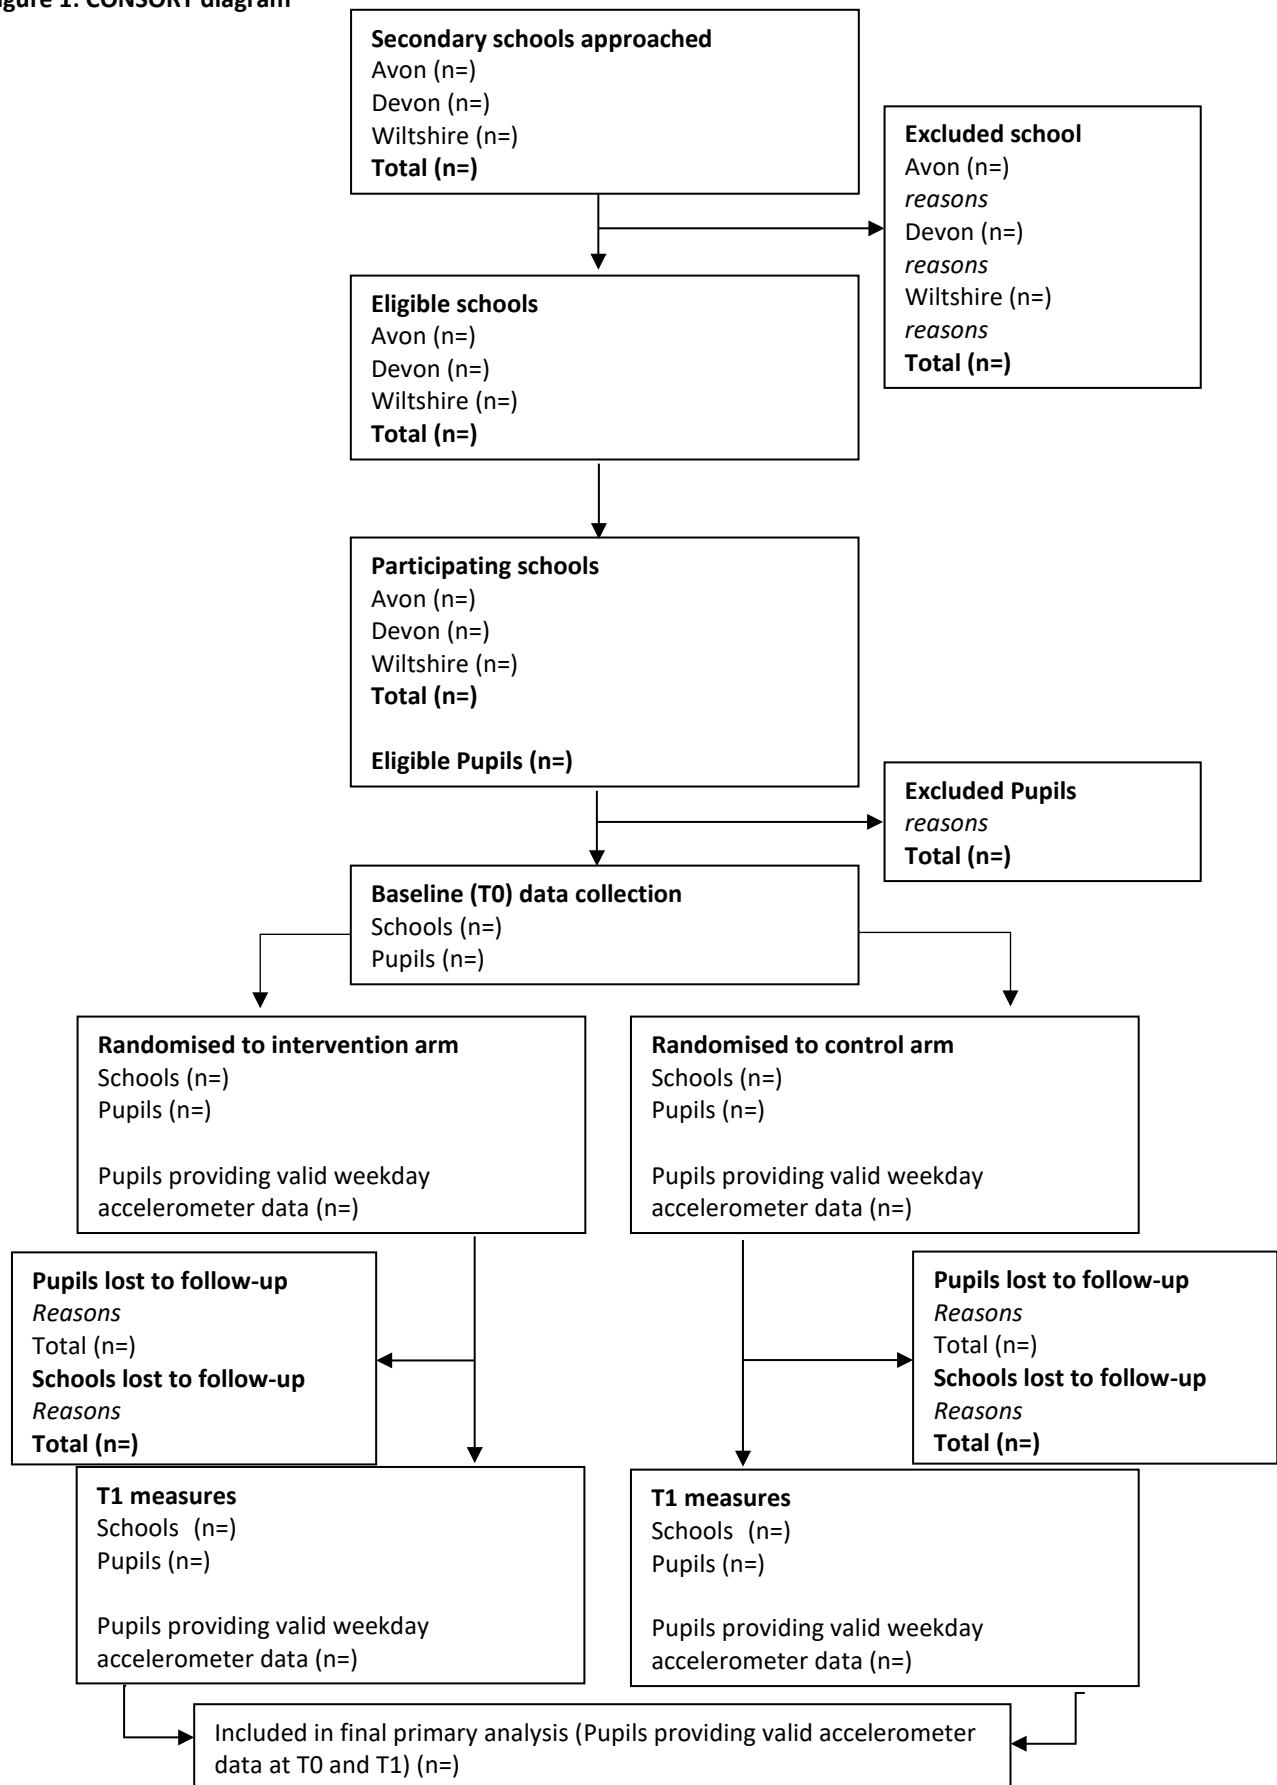 Figure 1: CONSORT diagram
Secondary schools approached
Avon (n=)
Devon (n=)
Wiltshire (n=)
Total (n=)
Excluded school
Avon (n=)
reasons
Devon (n=)
reasons
Wiltshire (n=)
reasons
Total (n=)
Eligible schools
Avon (n=)
Devon (n=)
Wiltshire (n=)
Total (n=)
Participating schools
Avon (n=)
Devon (n=)
Wiltshire (n=)
Total (n=)
Eligible Pupils (n=)
Excluded Pupils
reasons
Total (n=)
Baseline (T0) data collection
Schools (n=)
Pupils (n=)
Randomised to intervention arm
Schools (n=)
Pupils (n=)
Pupils providing valid weekday
accelerometer data (n=)
Randomised to control arm
Schools (n=)
Pupils (n=)
Pupils providing valid weekday
accelerometer data (n=)
Pupils lost to follow-up
Reasons
Total (n=)
Schools lost to follow-up
Reasons
Total (n=)
Pupils lost to follow-up
Reasons
Total (n=)
Schools lost to follow-up
Reasons
Total (n=)
T1 measures
Schools (n=)
Pupils (n=)
Pupils providing valid weekday
accelerometer data (n=)
T1 measures
Schools (n=)
Pupils (n=)
Pupils providing valid weekday
accelerometer data (n=)
Included in final primary analysis (Pupils providing valid accelerometer
data at T0 and T1) (n=)